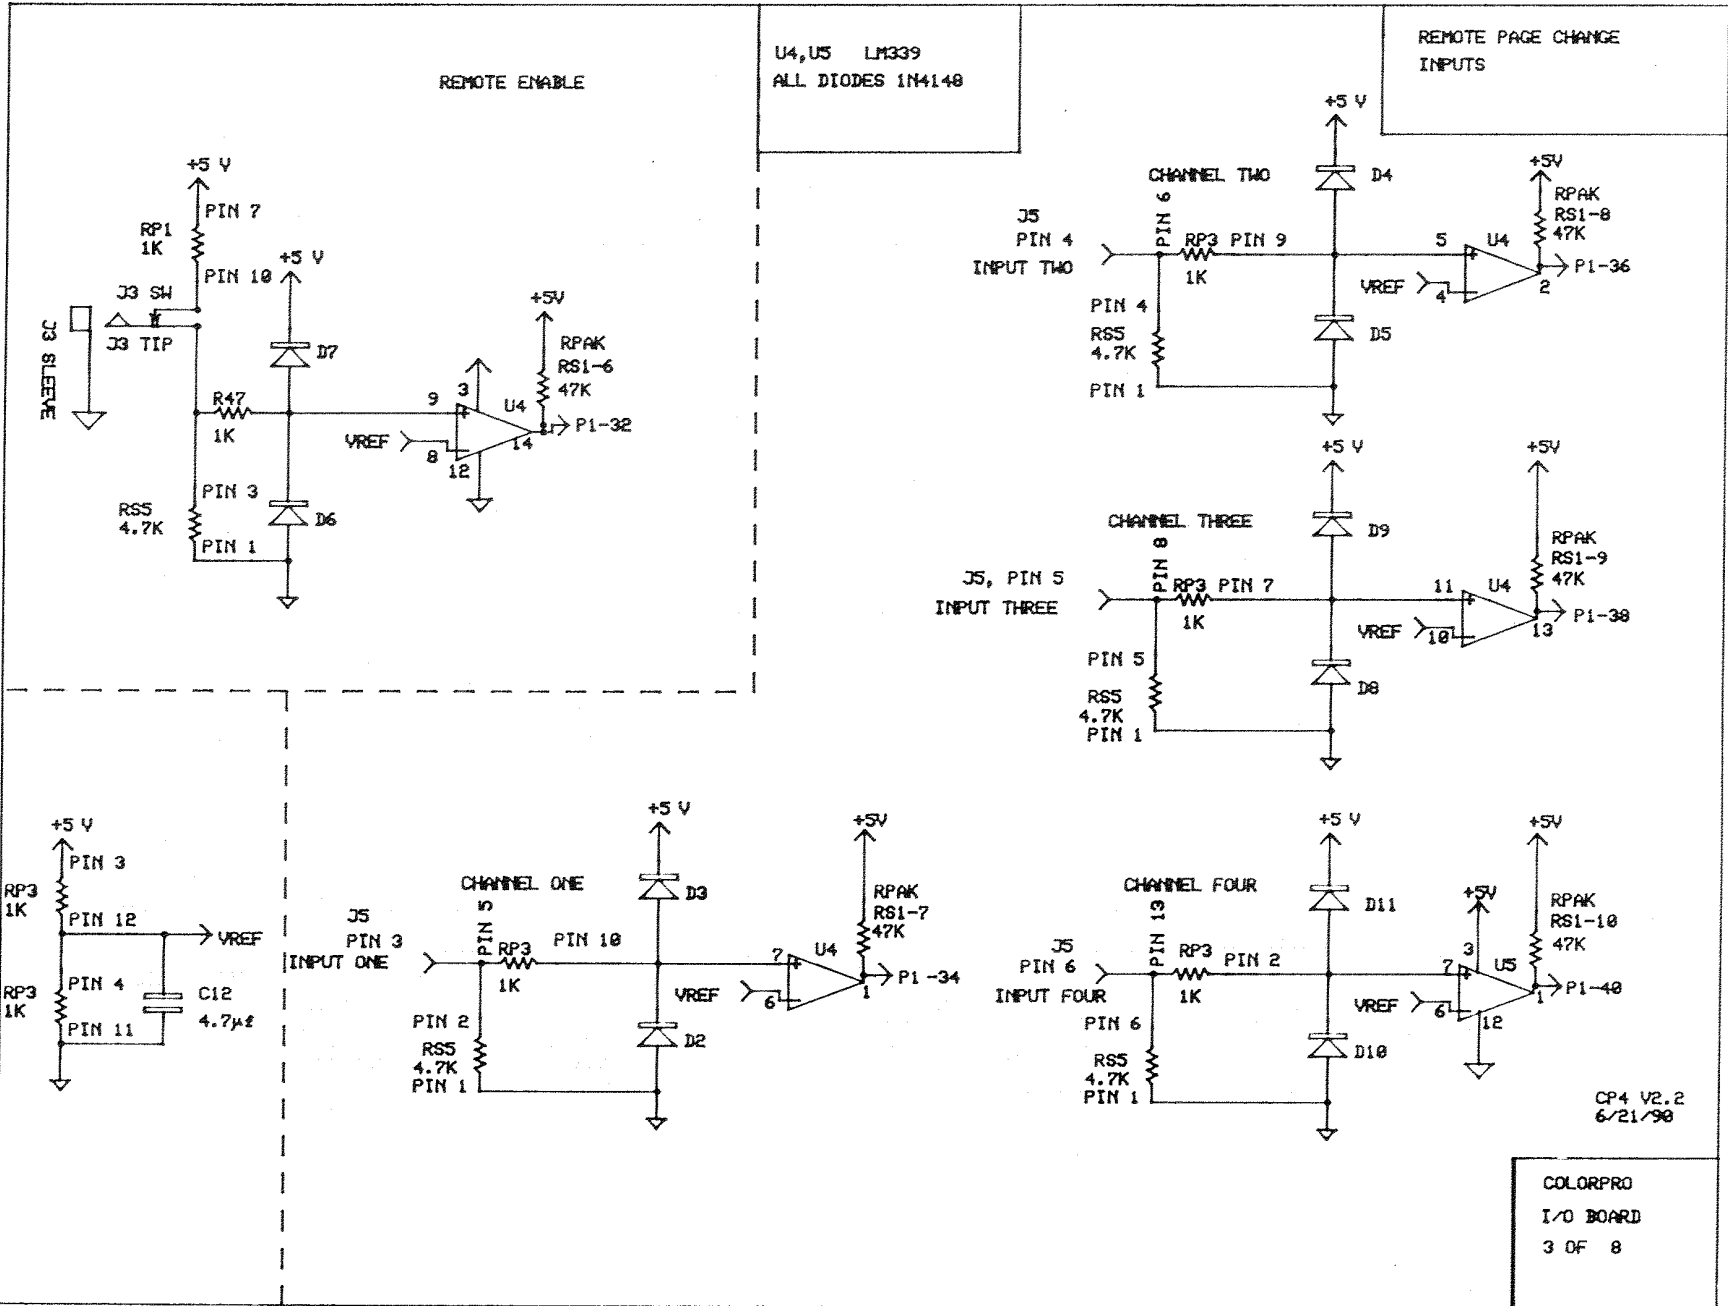 REMOTE ENABLE
U4,U5 LM339
ALL DIODES 1N4148
REMOTE PAGE CHANGE
INPUTS
+5 V
PIN 7
RP1
1K
PIN 10
J3 SW
J3 TIP
J3 SLEEVE
+5 V
D7
R47
1K
PIN 3
RS5
4.7K
PIN 1
D6
+5V
RPAK
RS1-6
47K
9
3
U4
VREF
8
12
14
P1-32
+5 V
CHANNEL TWO
D4
J5
PIN 4
INPUT TWO
PIN 6
RP3 PIN 9
1K
+5V
RPAK
RS1-8
47K
5
U4
VREF
4
2
P1-36
PIN 4
RS5
4.7K
PIN 1
D5
+5 V
CHANNEL THREE
D9
J5, PIN 5
INPUT THREE
PIN 8
RP3 PIN 7
1K
+5V
RPAK
RS1-9
47K
11
U4
VREF
10
13
P1-38
PIN 5
RS5
4.7K
PIN 1
D8
+5 V
PIN 3
RP3
1K
PIN 12
VREF
RP3
1K
PIN 4
PIN 11
C12
4.7µf
+5 V
CHANNEL ONE
D3
J5
PIN 3
INPUT ONE
PIN 5
RP3
PIN 10
1K
+5V
RPAK
RS1-7
47K
7
U4
VREF
6
1
P1-34
PIN 2
RS5
4.7K
PIN 1
D2
+5 V
CHANNEL FOUR
D11
J5
PIN 6
INPUT FOUR
PIN 13
RP3
PIN 2
1K
+5V
+5V
RPAK
RS1-10
47K
3
7
U5
VREF
6
12
1
P1-40
PIN 6
RS5
4.7K
PIN 1
D10
CP4 V2.2
6/21/90
COLORPRO
I/O BOARD
3 OF 8